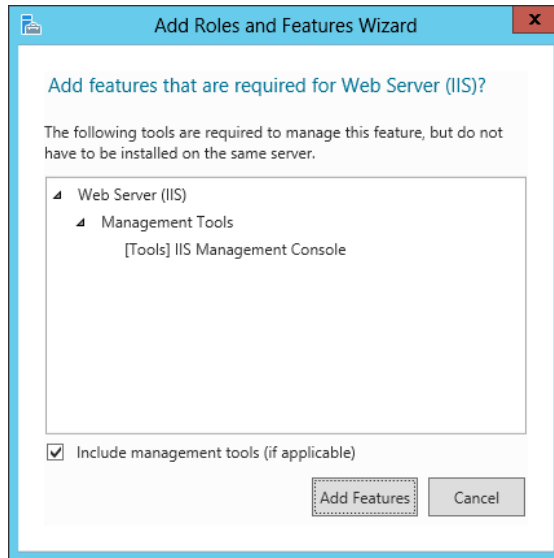 Add Roles and Features Wizard
x
Add features that are required for Web Server (IIS)?
The following tools are required to manage this feature, but do not
have to be installed on the same server.
Web Server (IIS)
Management Tools
[Tools] IIS Management Console
Include management tools (if applicable)
Add Features
Cancel